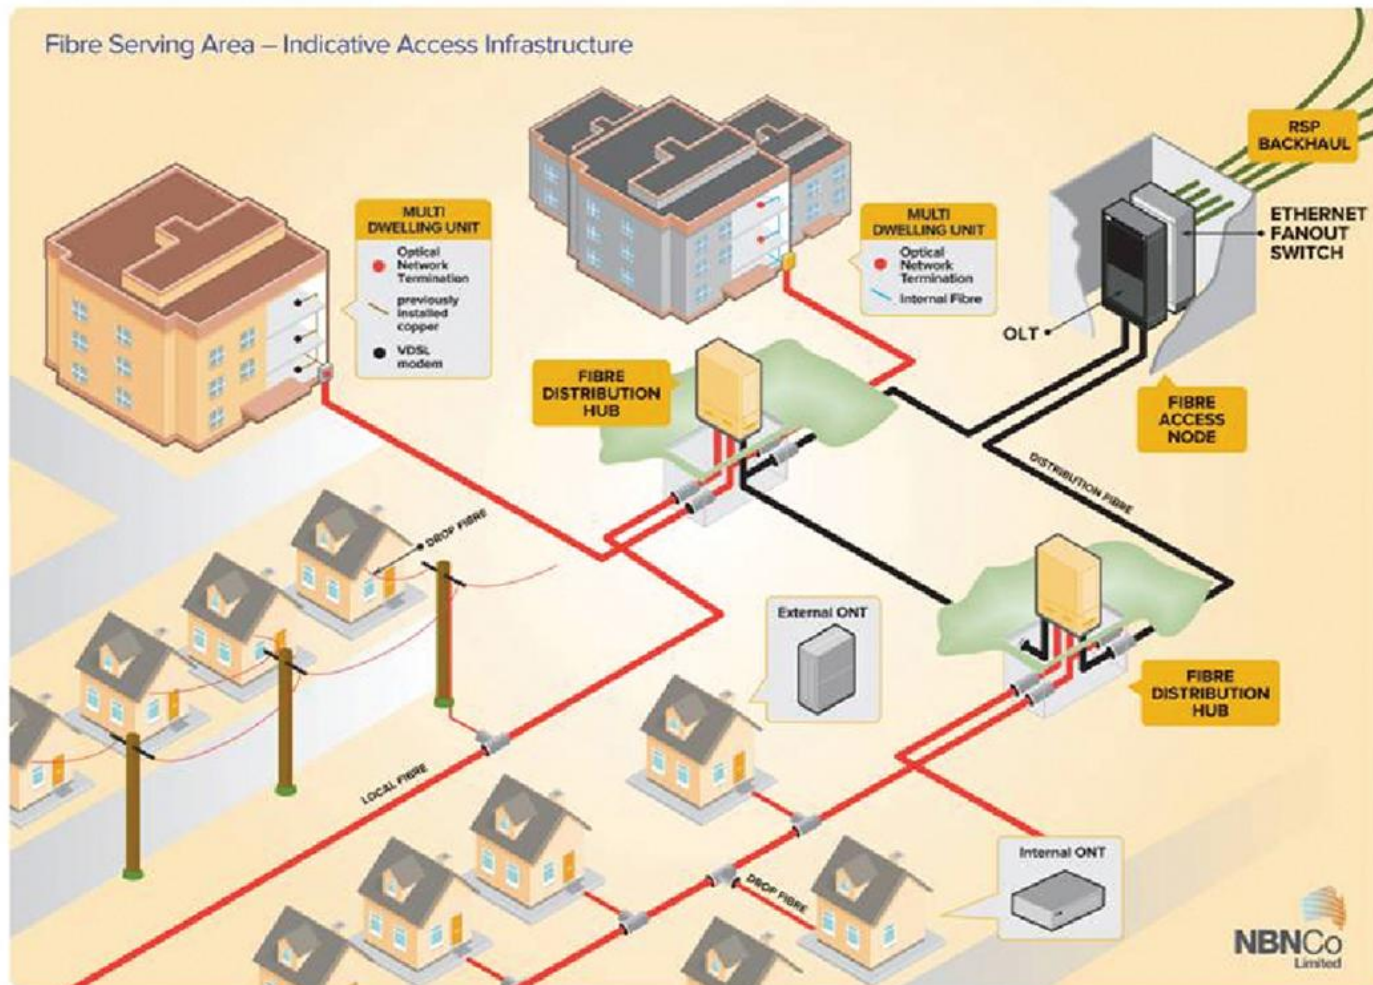 Fibre Serving Area – Indicative Access Infrastructure
RSP
BACKHAUL
MULTI
DWELLING UNIT
Optical
Network
Termination
previously
installed
copper
VDSL
modem
MULTI
DWELLING UNIT
Optical
Network
Termination
Internal Fibre
ETHERNET
FANOUT
SWITCH
OLT
FIBRE
DISTRIBUTION
HUB
FIBRE
ACCESS
NODE
DISTRIBUTION FIBRE
DROP FIBRE
External ONT
FIBRE
DISTRIBUTION
HUB
LOCAL FIBRE
Internal ONT
DROP FIBRE
NBNCo
Limited